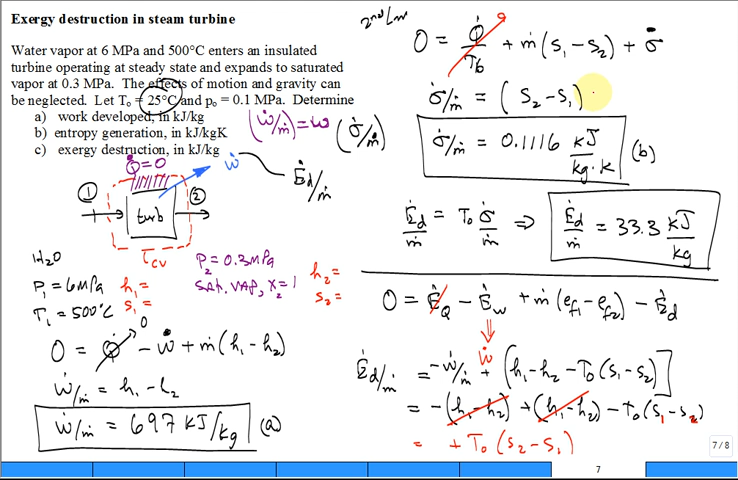 Exergy destruction in steam turbine
Water vapor at 6 MPa and 500°C enters an insulated
turbine operating at steady state and expands to saturated
vapor at 0.3 MPa. The effects of motion and gravity can
be neglected. Let T₀ = 25°C and p₀ = 0.1 MPa. Determine
a) work developed, in kJ/kg
b) entropy generation, in kJ/kgK
c) exergy destruction, in kJ/kg
(Ẇ/ṁ) = w
(σ̇/ṁ)
Ėd/ṁ
Q̇ = 0
Ẇ
① turb ②
τcv
H₂O
P₁ = 6MPa h₁ =
T₁ = 500°C s₁ =
P₂ = 0.3MPa h₂ =
SAT. VAP, x₂ = 1 s₂ =
0 = Q̇ 0 - Ẇ + ṁ(h₁ - h₂)
Ẇ/ṁ = h₁ - h₂
Ẇ/ṁ = 697 kJ/kg (a)
2nd Law
0 = Q̇/Tb + ṁ(s₁ - s₂) + σ̇
σ̇/ṁ = (s₂ - s₁)
σ̇/ṁ = 0.1116 kJ/kg·K (b)
Ėd/ṁ = T₀ σ̇/ṁ ⇒ Ėd/ṁ = 33.3 kJ/kg
0 = ĖQ - Ėw + ṁ(ef₁ - ef₂) - Ėd
⇓
Ẇ
Ėd/ṁ = -Ẇ/ṁ + (h₁ - h₂ - T₀(s₁ - s₂)]
= -(h₁ - h₂) + (h₁ - h₂) - T₀(s₁ - s₂)
= + T₀(s₂ - s₁)
7/8
7